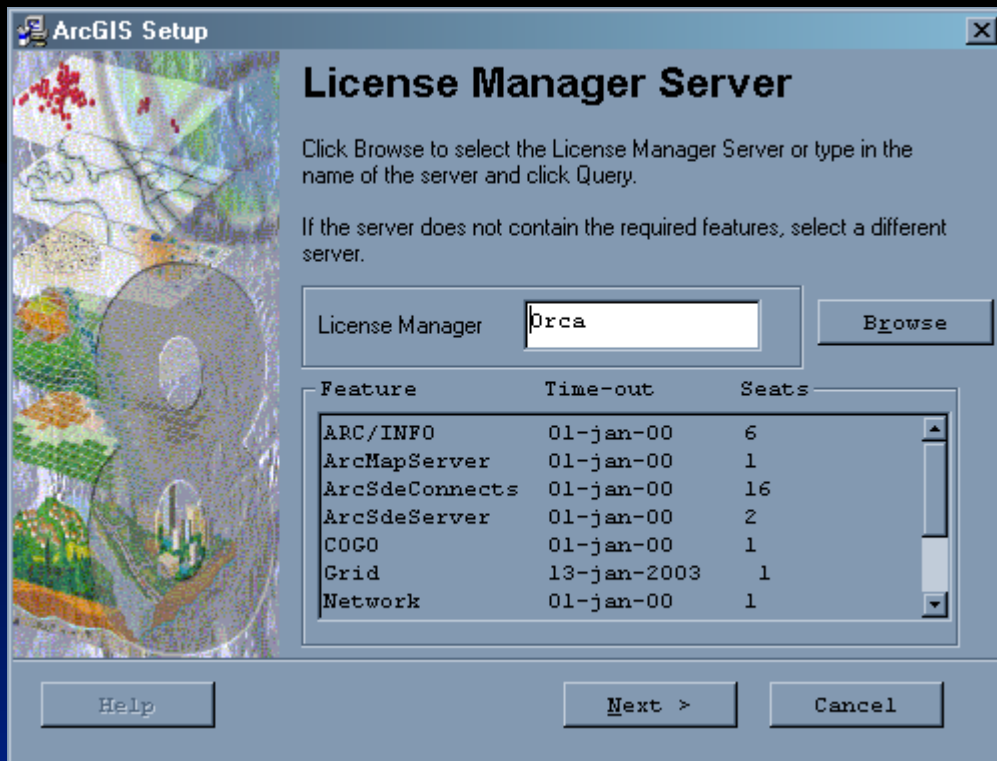 ArcGIS Setup
License Manager Server
Click Browse to select the License Manager Server or type in the
name of the server and click Query.
If the server does not contain the required features, select a different
server.
License Manager Orca Browse
Feature Time-out Seats
ARC/INFO 01-jan-00 6
ArcMapServer 01-jan-00 1
ArcSdeConnects 01-jan-00 16
ArcSdeServer 01-jan-00 2
COGO 01-jan-00 1
Grid 13-jan-2003 1
Network 01-jan-00 1
Help Next > Cancel